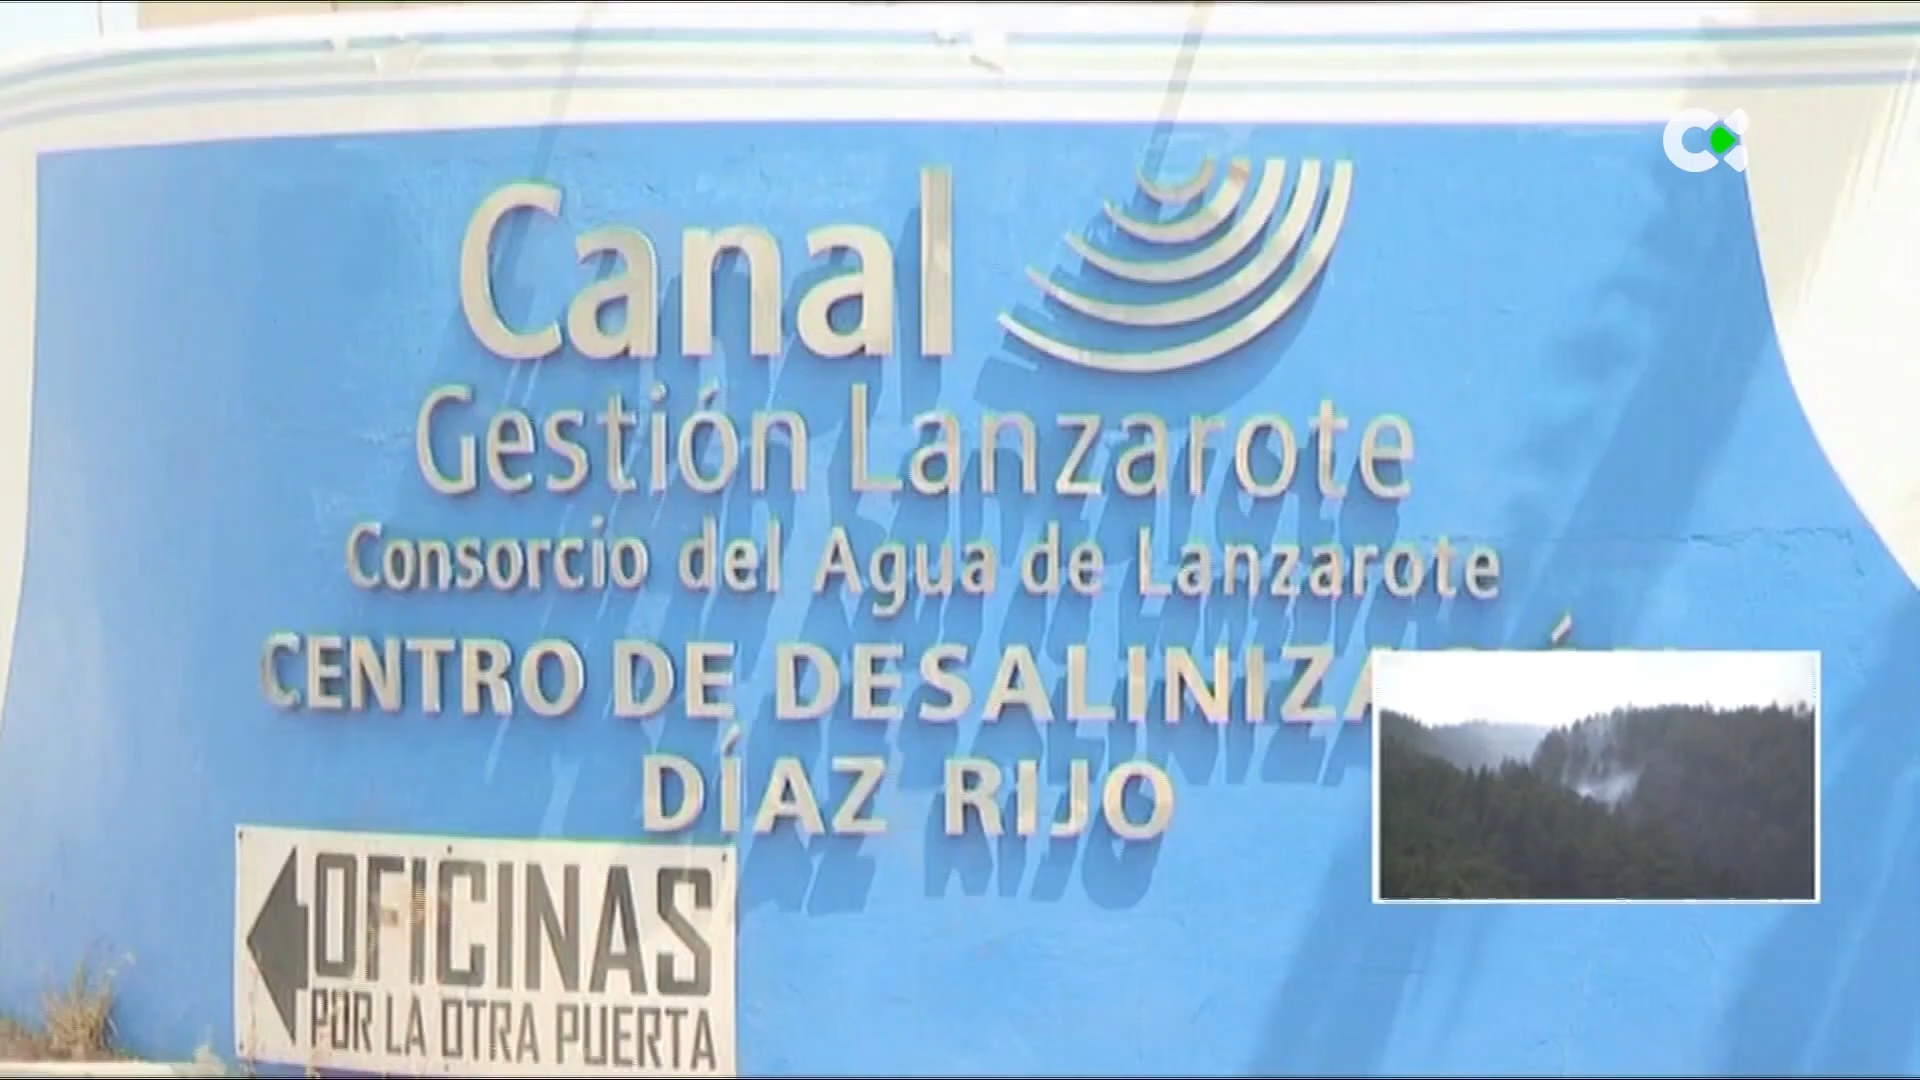 Canal
Gestión Lanzarote
Consorcio del Agua de Lanzarote
CENTRO DE DESALINIZA
DÍAZ RIJO
OFICINAS
POR LA OTRA PUERTA